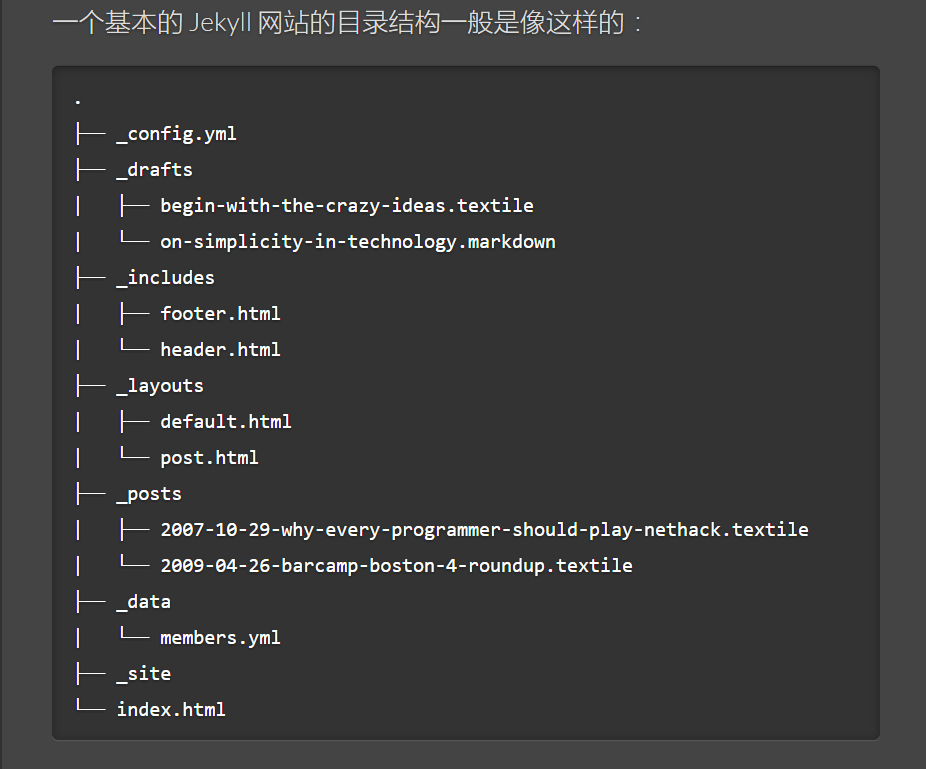 一个基本的 Jekyll 网站的目录结构一般是像这样的：
.
├── _config.yml
├── _drafts
|   ├── begin-with-the-crazy-ideas.textile
|   └── on-simplicity-in-technology.markdown
├── _includes
|   ├── footer.html
|   └── header.html
├── _layouts
|   ├── default.html
|   └── post.html
├── _posts
|   ├── 2007-10-29-why-every-programmer-should-play-nethack.textile
|   └── 2009-04-26-barcamp-boston-4-roundup.textile
├── _data
|   └── members.yml
├── _site
└── index.html